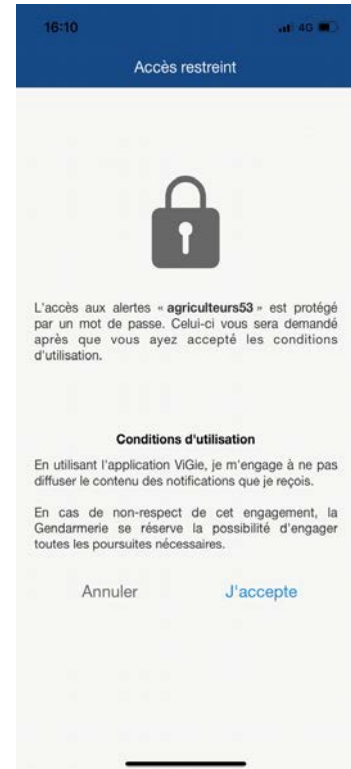 16:10
4G
Accès restreint
L'accès aux alertes « agriculteurs53 » est protégé
par un mot de passe. Celui-ci vous sera demandé
après que vous ayez accepté les conditions
d'utilisation.
Conditions d'utilisation
En utilisant l'application ViGie, je m'engage à ne pas
diffuser le contenu des notifications que je reçois.
En cas de non-respect de cet engagement, la
Gendarmerie se réserve la possibilité d'engager
toutes les poursuites nécessaires.
Annuler J'accepte